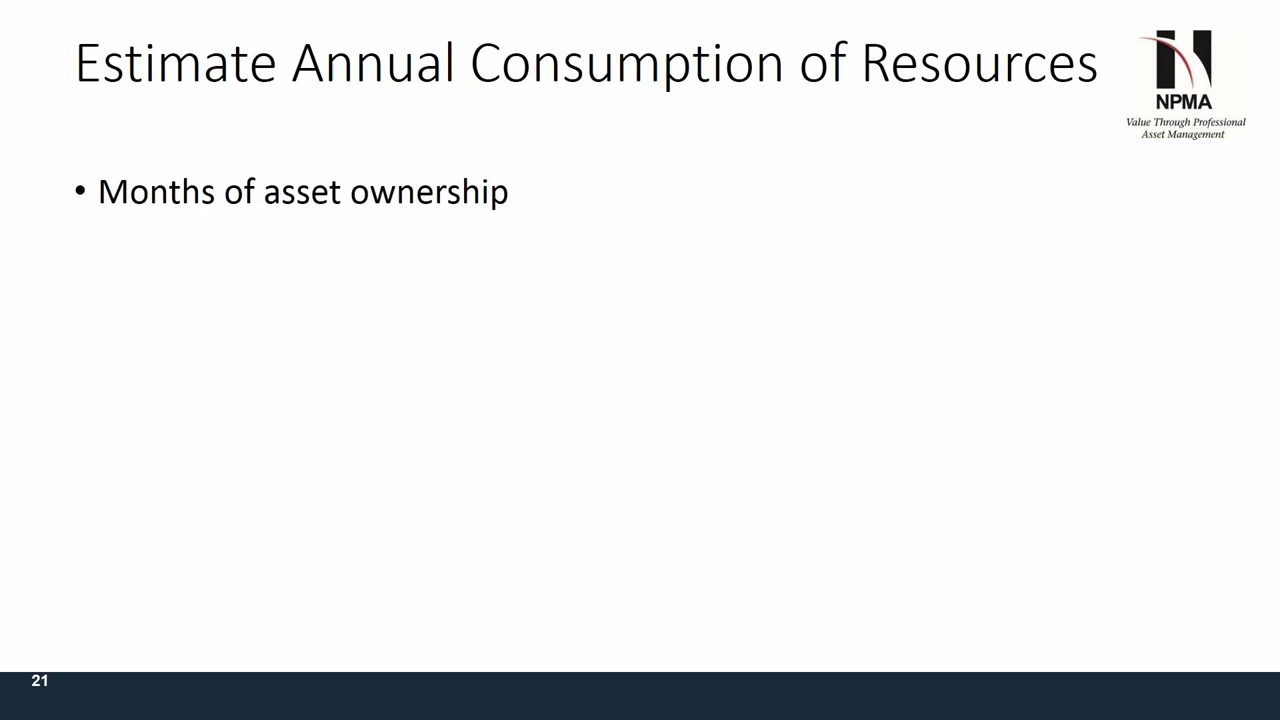 Estimate Annual Consumption of Resources
NPMA
Value Through Professional
Asset Management
• Months of asset ownership
21